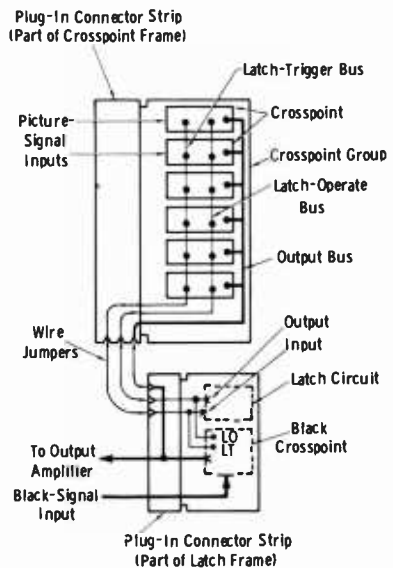 Plug-In Connector Strip
(Part of Crosspoint Frame)
Latch-Trigger Bus
Picture-
Signal
Inputs
Crosspoint
Crosspoint Group
Latch-Operate
Bus
Output Bus
Wire
Jumpers
Output
Input
Latch Circuit
Black
Crosspoint
LO
LT
To Output
Amplifier
Black-Signal
Input
Plug-In Connector Strip
(Part of Latch Frame)